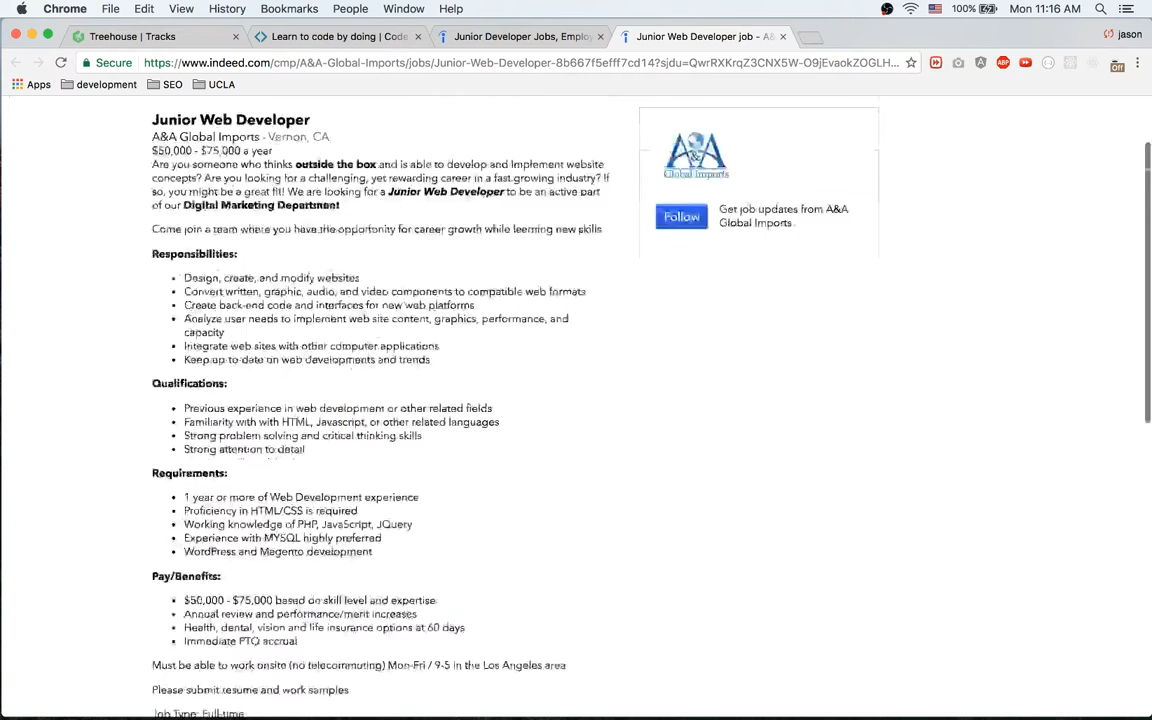 Chrome File Edit View History Bookmarks People Window Help 100% Mon 11:16 AM
Treehouse | Tracks × Learn to code by doing | Code × Junior Developer Jobs, Employ × Junior Web Developer job - A& × jason
Secure https://www.indeed.com/cmp/A&A-Global-Imports/jobs/Junior-Web-Developer-8b667f5efff7cd14?sjdu=QwrRXKrqZ3CNX5W-O9jEvaokZOGLH...
Apps development SEO UCLA
Junior Web Developer
A&A Global Imports - Vernon, CA
$50,000 - $75,000 a year
Are you someone who thinks outside the box and is able to develop and Implement website
concepts? Are you looking for a challenging, yet rewarding career in a fast growing industry? If
so, you might be a great fit! We are looking for a Junior Web Developer to be an active part
of our Digital Marketing Department
Come join a team where you have the opportunity for career growth while learning new skills
Responsibilities:
• Design, create, and modify websites
• Convert written, graphic, audio, and video components to compatible web formats
• Create back-end code and interfaces for new web platforms
• Analyze user needs to implement web site content, graphics, performance, and
capacity
• Integrate web sites with other computer applications
• Keep up to date on web developments and trends
Qualifications:
• Previous experience in web development or other related fields
• Familiarity with with HTML, Javascript, or other related languages
• Strong problem solving and critical thinking skills
• Strong attention to detail
Requirements:
• 1 year or more of Web Development experience
• Proficiency in HTML/CSS is required
• Working knowledge of PHP, JavaScript, JQuery
• Experience with MYSQL highly preferred
• WordPress and Magento development
Pay/Benefits:
• $50,000 - $75,000 based on skill level and expertise
• Annual review and performance/merit increases
• Health, dental, vision and life insurance options at 60 days
• Immediate PTO accrual
Must be able to work onsite (no telecommuting) Mon-Fri / 9-5 in the Los Angeles area
Please submit resume and work samples
Job Type: Full-time
A&A
Global Imports
Follow
Get job updates from A&A
Global Imports
ABP
Off